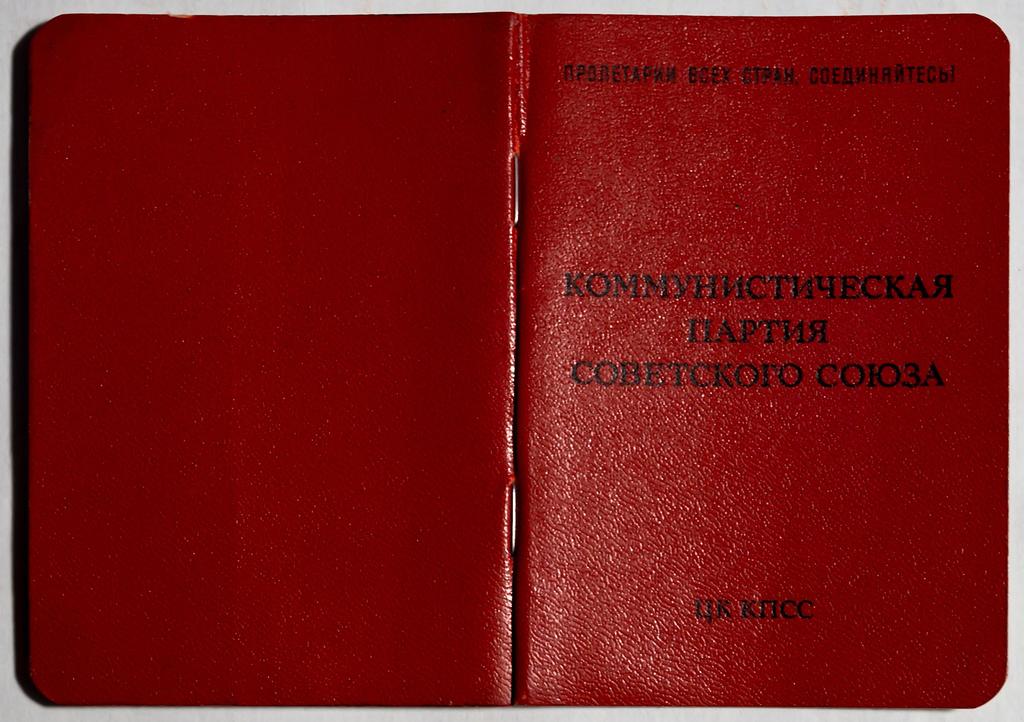 ПРОЛЕТАРИИ ВСЕХ СТРАН, СОЕДИНЯЙТЕСЬ!
КОММУНИСТИЧЕСКАЯ
ПАРТИЯ
СОВЕТСКОГО СОЮЗА
ЦК КПСС